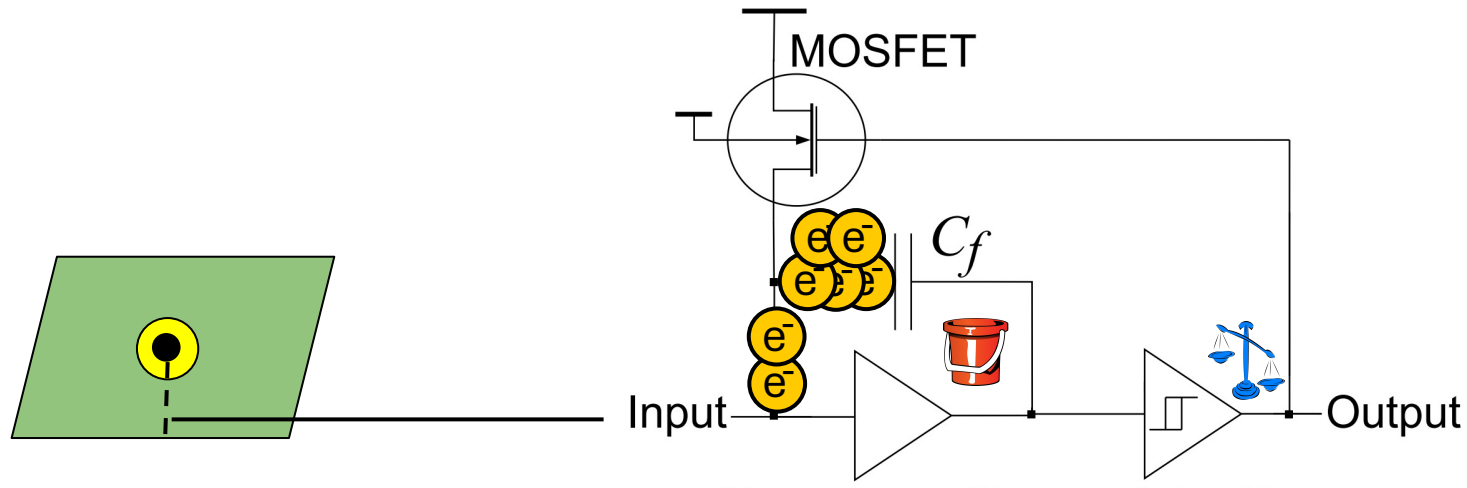 MOSFET
e- e-
C_f
e- e- e-
e-
e-
Input
Output